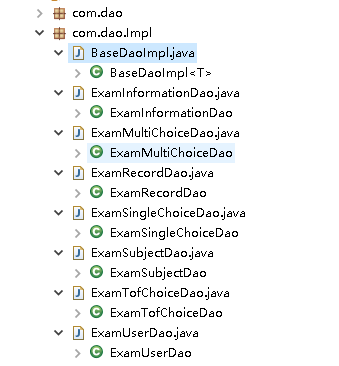 com.dao
com.dao.Impl
BaseDaoImpl.java
BaseDaoImpl<T>
ExamInformationDao.java
ExamInformationDao
ExamMultiChoiceDao.java
ExamMultiChoiceDao
ExamRecordDao.java
ExamRecordDao
ExamSingleChoiceDao.java
ExamSingleChoiceDao
ExamSubjectDao.java
ExamSubjectDao
ExamTofChoiceDao.java
ExamTofChoiceDao
ExamUserDao.java
ExamUserDao